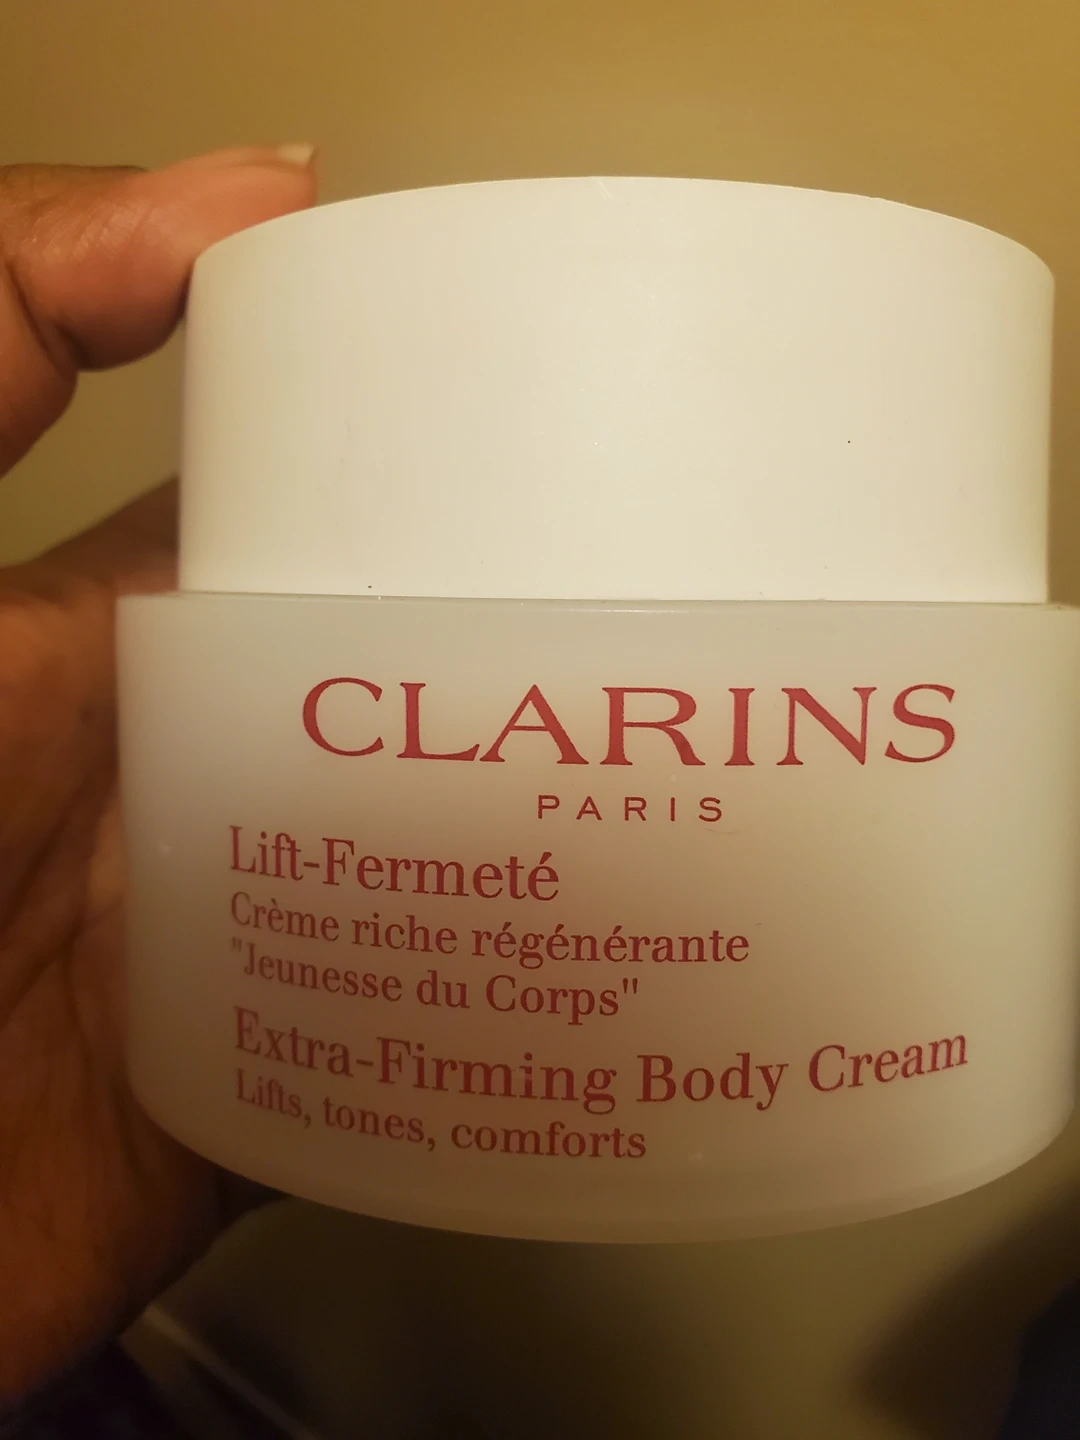 CLARINS
PARIS
Lift-Fermeté
Crème riche régénérante
"Jeunesse du Corps"
Extra-Firming Body Cream
Lifts, tones, comforts